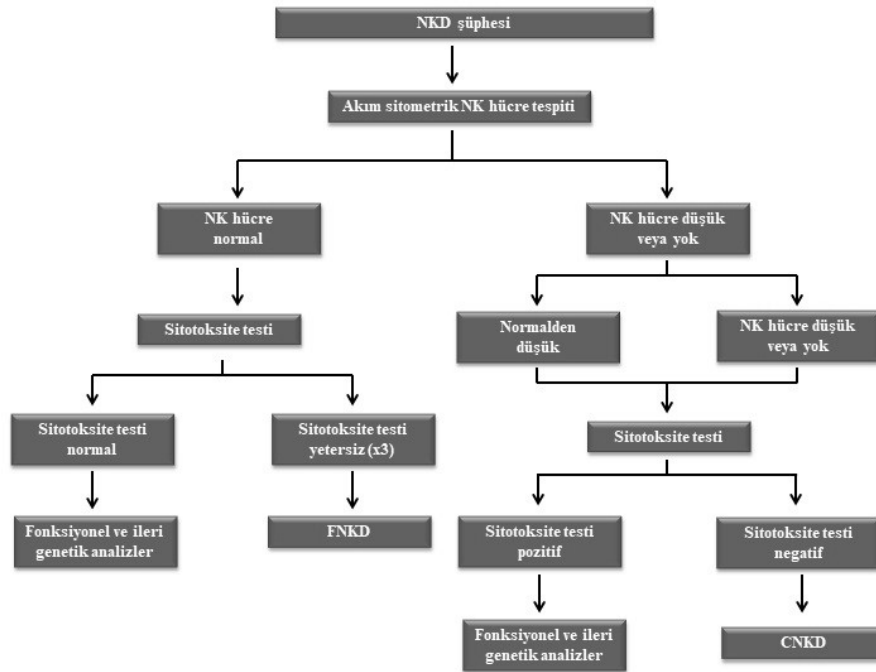 NKD şüphesi
Akım sitometrik NK hücre tespiti
NK hücre
normal
NK hücre düşük
veya yok
Sitotoksite testi
Normalden
düşük
NK hücre düşük
veya yok
Sitotoksite testi
normal
Sitotoksite testi
yetersiz (x3)
Sitotoksite testi
Fonksiyonel ve ileri
genetik analizler
FNKD
Sitotoksite testi
pozitif
Sitotoksite testi
negatif
Fonksiyonel ve ileri
genetik analizler
CNKD